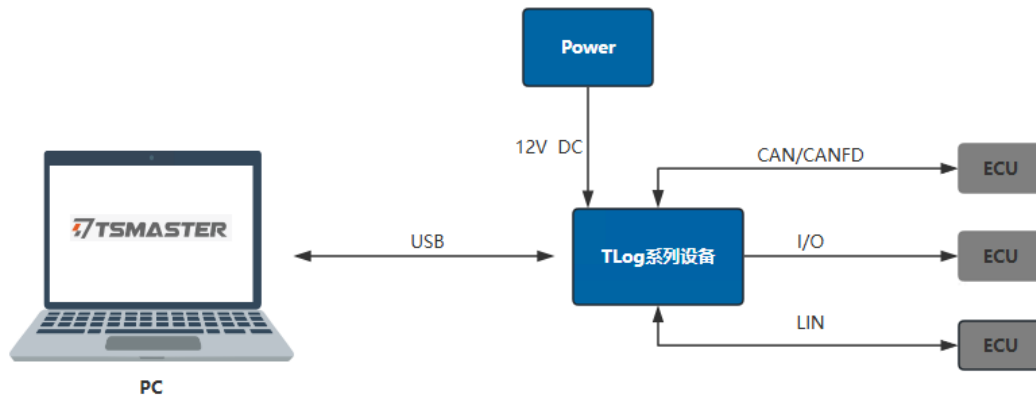 Power
12V DC
CAN/CANFD
ECU
TSMASTER
USB
TLog系列设备
I/O
ECU
LIN
ECU
PC